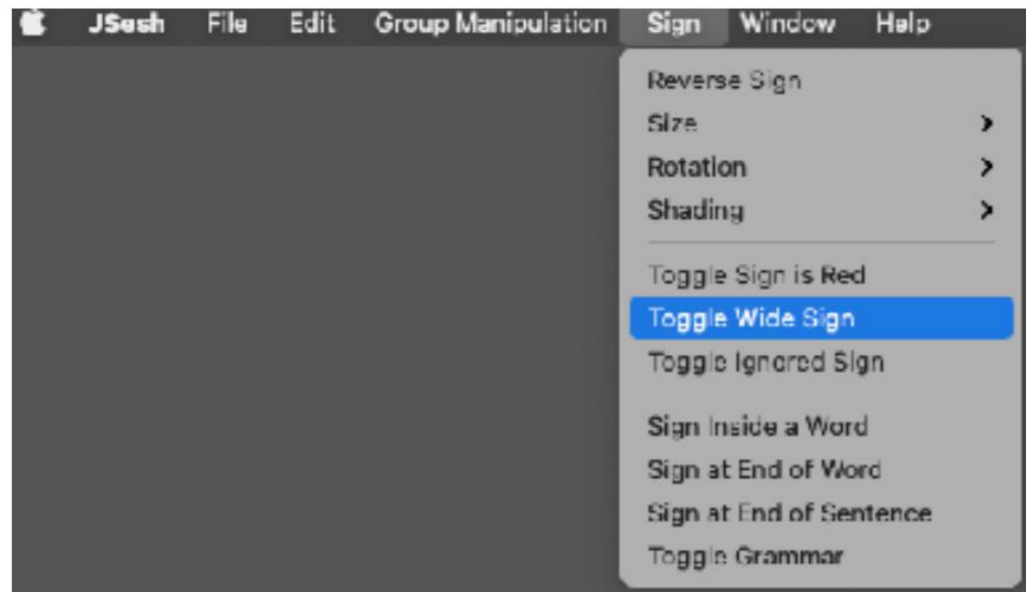 JSesh File Edit Group Manipulation Sign Window Help
Reverse Sign
Size
Rotation
Shading
Toggle Sign is Red
Toggle Wide Sign
Toggle Ignored Sign
Sign Inside a Word
Sign at End of Word
Sign at End of Sentence
Toggle Grammar